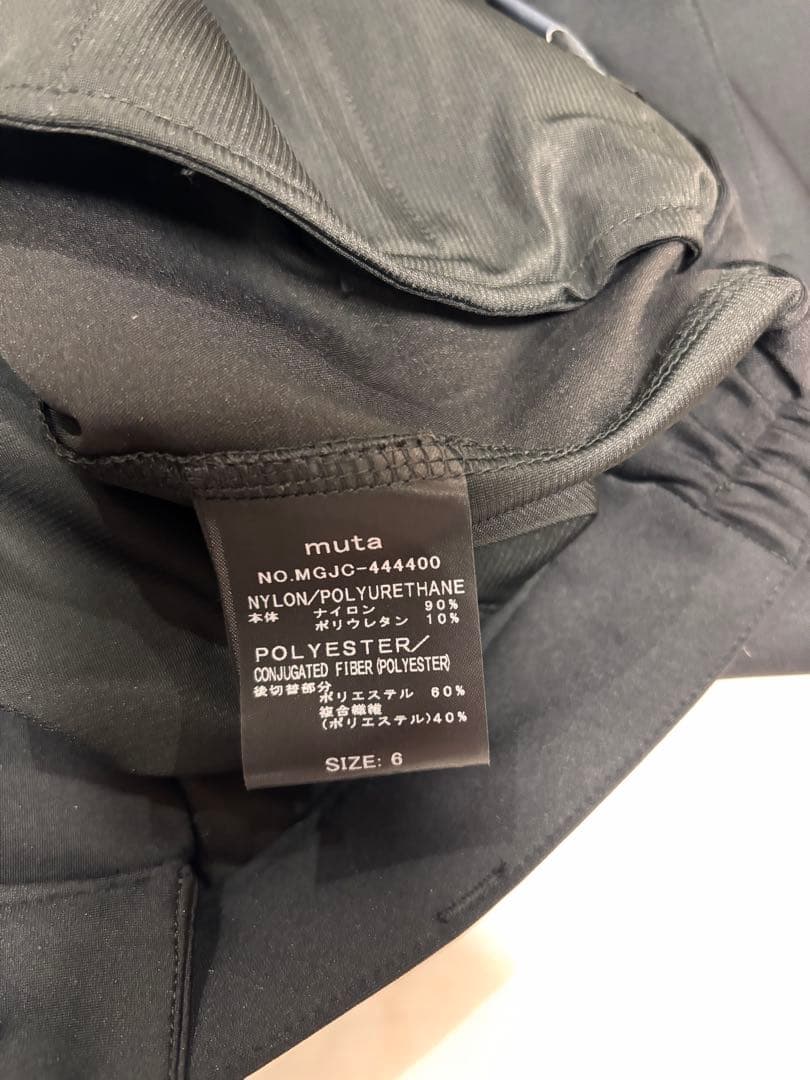 muta
NO.MGJC-444400
NYLON/POLYURETHANE
本体 ナイロン 90%
ポリウレタン 10%
POLYESTER/
CONJUGATED FIBER(POLYESTER)
後切替部分
ポリエステル 60%
複合繊維
(ポリエステル)40%
SIZE: 6